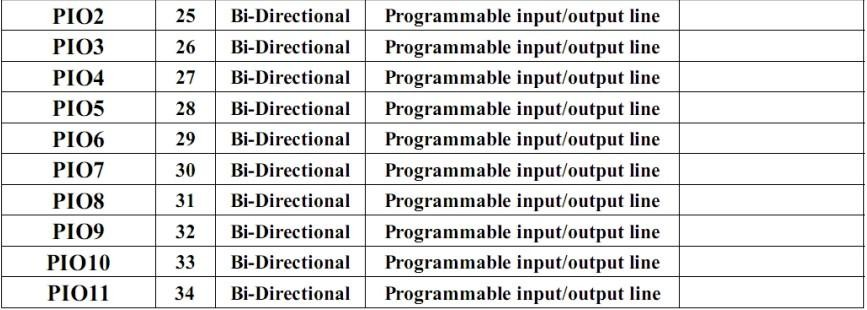 PIO2 25 Bi-Directional Programmable input/output line
PIO3 26 Bi-Directional Programmable input/output line
PIO4 27 Bi-Directional Programmable input/output line
PIO5 28 Bi-Directional Programmable input/output line
PIO6 29 Bi-Directional Programmable input/output line
PIO7 30 Bi-Directional Programmable input/output line
PIO8 31 Bi-Directional Programmable input/output line
PIO9 32 Bi-Directional Programmable input/output line
PIO10 33 Bi-Directional Programmable input/output line
PIO11 34 Bi-Directional Programmable input/output line